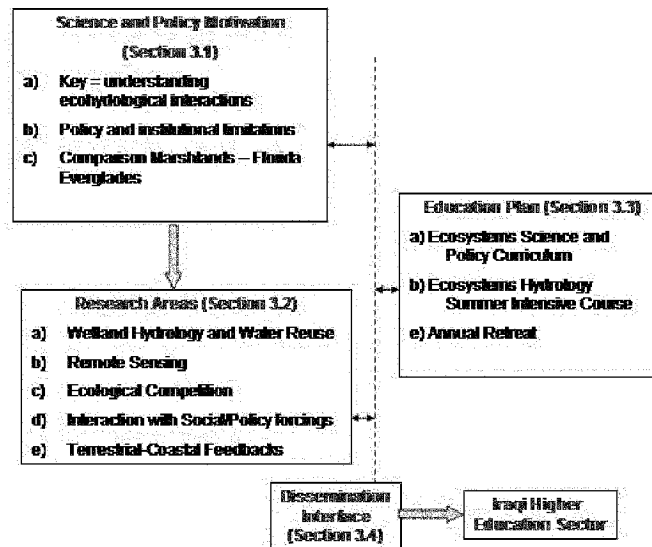 Science and Policy Motivation
(Section 3.1)
a) Key = understanding
ecohydological interactions
b) Policy and institutional limitations
c) Comparison Marshlands – Florida
Everglades
Education Plan (Section 3.3)
a) Ecosystems Science and
Policy Curriculum
b) Ecosystems Hydrology
Summer Intensive Course
e) Annual Retreat
Research Areas (Section 3.2)
a) Wetland Hydrology and Water Reuse
b) Remote Sensing
c) Ecological Competition
d) Interaction with Social/Policy forcings
e) Terrestrial-Coastal Feedbacks
Dissemination
Interface
(Section 3.4)
Iraqi Higher
Education Sector